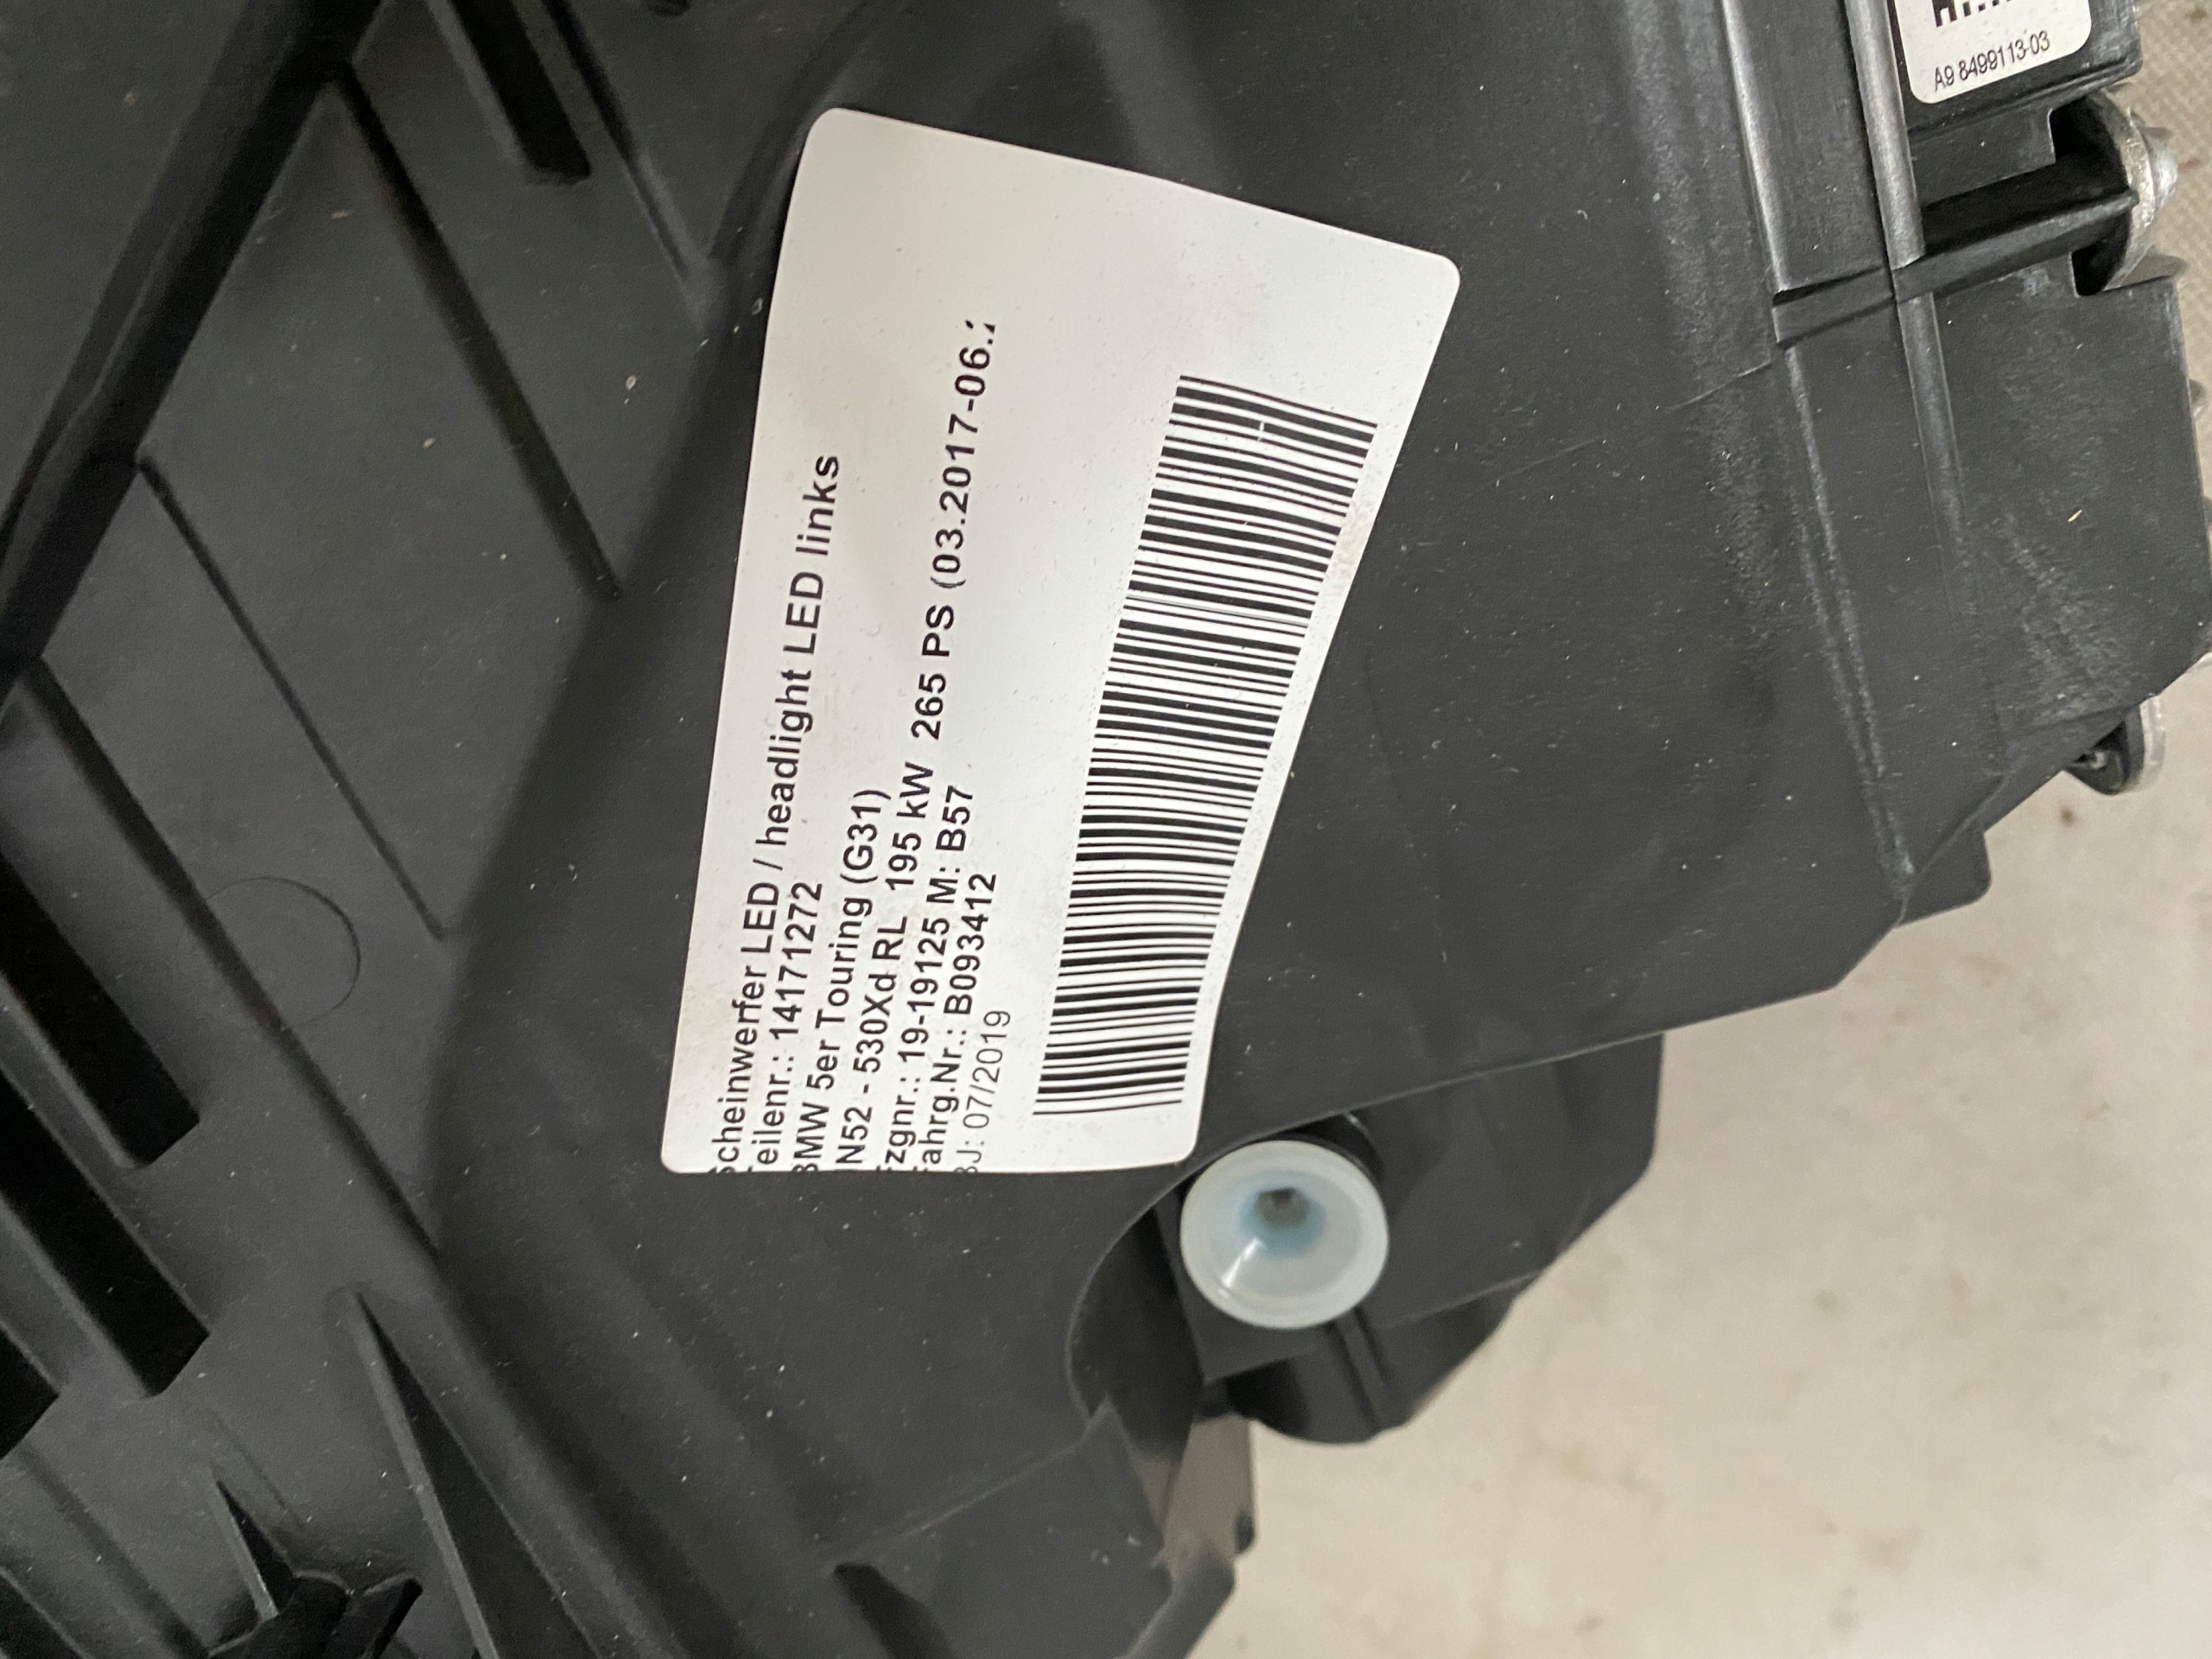 Scheinwerfer LED / headlight LED links
Teilenr.: 14171272
BMW 5er Touring (G31)
N52 - 530Xd RL 195 kW 265 PS (03.2017-06.2
Fzgnr.: 19-19125 M: B57
Fahrg.Nr.: B093412
BJ: 07/2019
A9 8499113-03